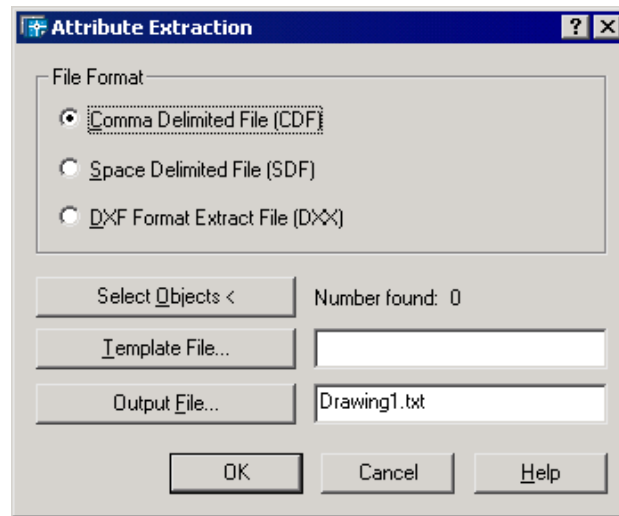 Attribute Extraction
File Format
Comma Delimited File (CDF)
Space Delimited File (SDF)
DXF Format Extract File (DXX)
Select Objects < Number found: 0
Template File...
Output File... Drawing1.txt
OK Cancel Help